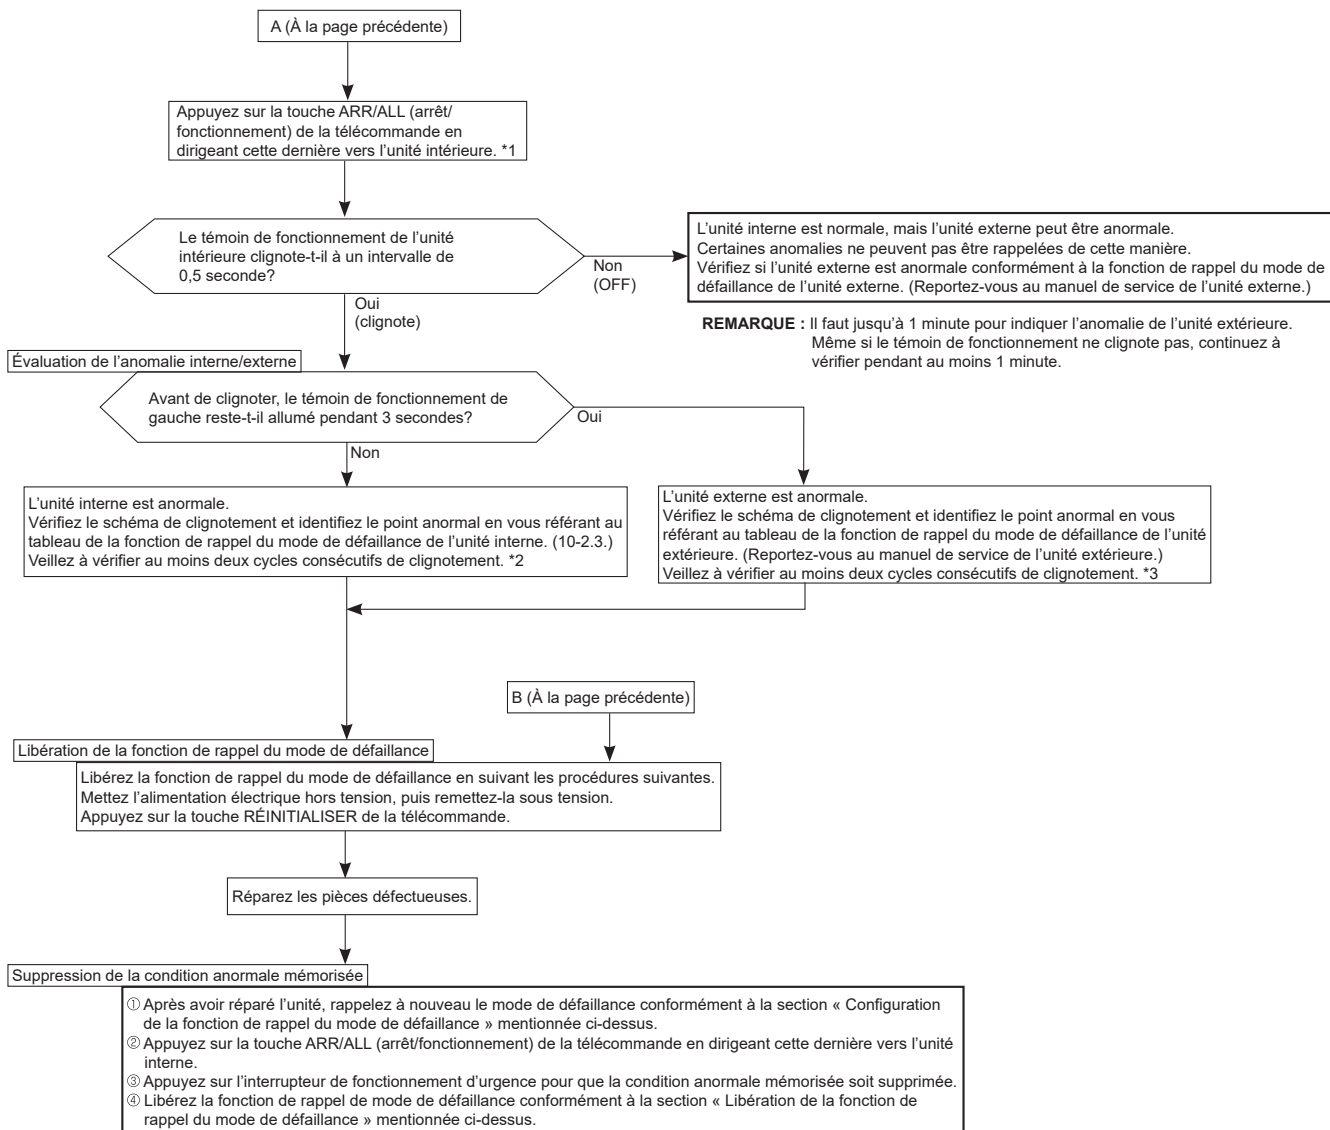 A (À la page précédente)
Appuyez sur la touche ARR/ALL (arrêt/
fonctionnement) de la télécommande en
dirigeant cette dernière vers l’unité intérieure. *1
Le témoin de fonctionnement de l’unité
intérieure clignote-t-il à un intervalle de
0,5 seconde?
Non
(OFF)
L’unité interne est normale, mais l’unité externe peut être anormale.
Certaines anomalies ne peuvent pas être rappelées de cette manière.
Vérifiez si l’unité externe est anormale conformément à la fonction de rappel du mode de
défaillance de l’unité externe. (Reportez-vous au manuel de service de l’unité externe.)
Oui
(clignote)
REMARQUE : Il faut jusqu’à 1 minute pour indiquer l’anomalie de l’unité extérieure.
Même si le témoin de fonctionnement ne clignote pas, continuez à
vérifier pendant au moins 1 minute.
Évaluation de l’anomalie interne/externe
Avant de clignoter, le témoin de fonctionnement de
gauche reste-t-il allumé pendant 3 secondes?
Oui
Non
L’unité interne est anormale.
Vérifiez le schéma de clignotement et identifiez le point anormal en vous référant au
tableau de la fonction de rappel du mode de défaillance de l’unité interne. (10-2.3.)
Veillez à vérifier au moins deux cycles consécutifs de clignotement. *2
L’unité externe est anormale.
Vérifiez le schéma de clignotement et identifiez le point anormal en vous
référant au tableau de la fonction de rappel du mode de défaillance de l’unité
extérieure. (Reportez-vous au manuel de service de l’unité extérieure.)
Veillez à vérifier au moins deux cycles consécutifs de clignotement. *3
B (À la page précédente)
Libération de la fonction de rappel du mode de défaillance
Libérez la fonction de rappel du mode de défaillance en suivant les procédures suivantes.
Mettez l’alimentation électrique hors tension, puis remettez-la sous tension.
Appuyez sur la touche RÉINITIALISER de la télécommande.
Réparez les pièces défectueuses.
Suppression de la condition anormale mémorisée
① Après avoir réparé l’unité, rappelez à nouveau le mode de défaillance conformément à la section « Configuration
de la fonction de rappel du mode de défaillance » mentionnée ci-dessus.
② Appuyez sur la touche ARR/ALL (arrêt/fonctionnement) de la télécommande en dirigeant cette dernière vers l’unité
interne.
③ Appuyez sur l’interrupteur de fonctionnement d’urgence pour que la condition anormale mémorisée soit supprimée.
④ Libérez la fonction de rappel de mode de défaillance conformément à la section « Libération de la fonction de
rappel du mode de défaillance » mentionnée ci-dessus.